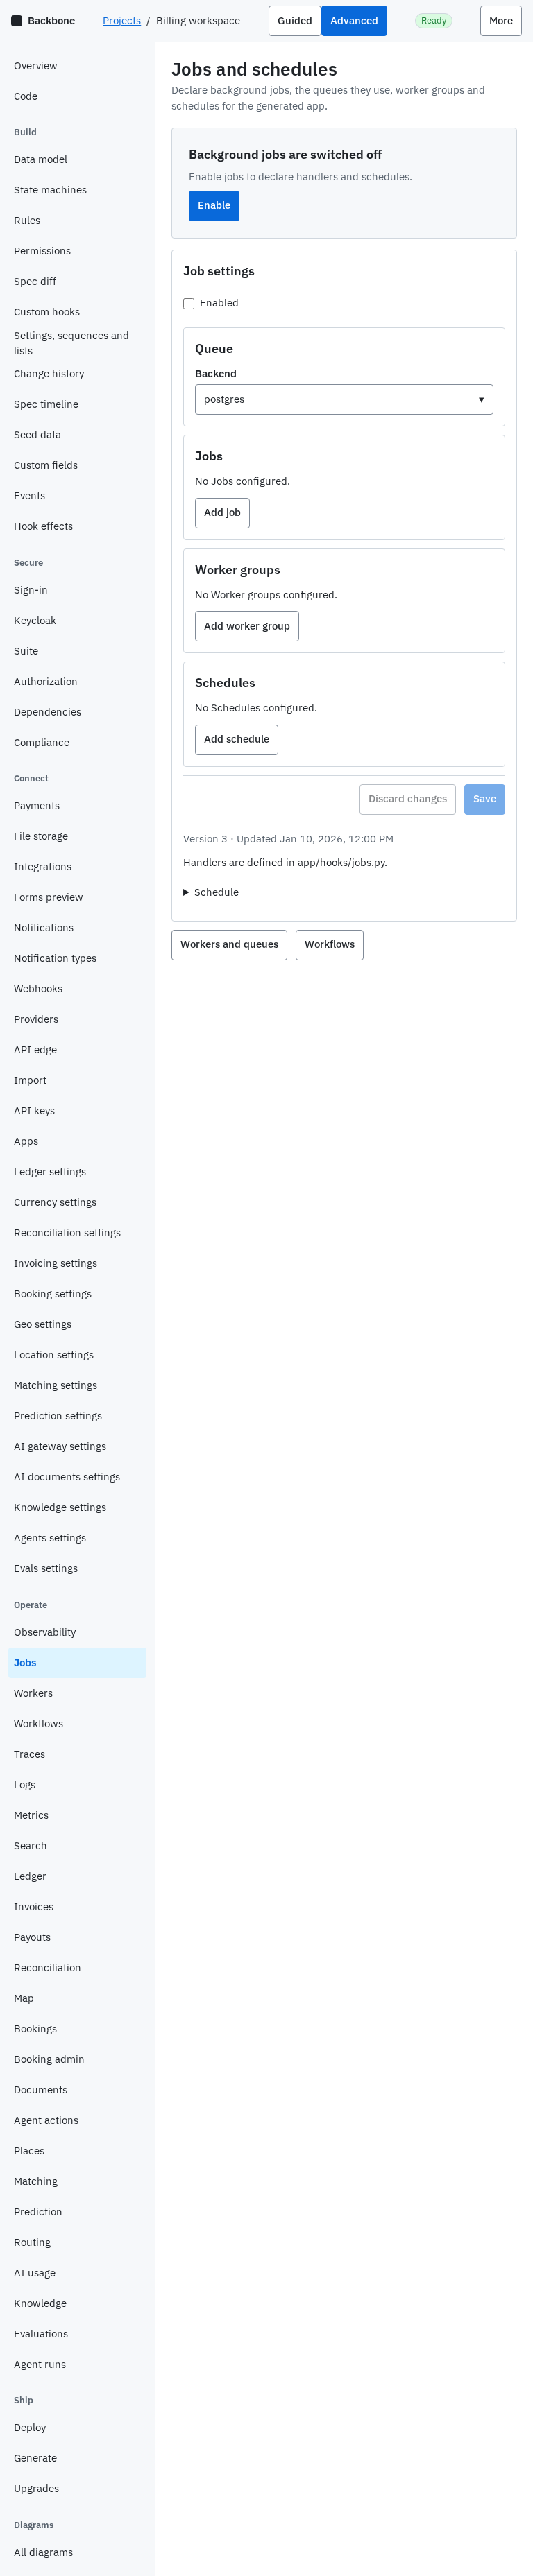 Backbone
Projects / Billing workspace
Guided
Advanced
Ready
More
Overview
Code
Build
Data model
State machines
Rules
Permissions
Spec diff
Custom hooks
Settings, sequences and
lists
Change history
Spec timeline
Seed data
Custom fields
Events
Hook effects
Secure
Sign-in
Keycloak
Suite
Authorization
Dependencies
Compliance
Connect
Payments
File storage
Integrations
Forms preview
Notifications
Notification types
Webhooks
Providers
API edge
Import
API keys
Apps
Ledger settings
Currency settings
Reconciliation settings
Invoicing settings
Booking settings
Geo settings
Location settings
Matching settings
Prediction settings
AI gateway settings
AI documents settings
Knowledge settings
Agents settings
Evals settings
Operate
Observability
Jobs
Workers
Workflows
Traces
Logs
Metrics
Search
Ledger
Invoices
Payouts
Reconciliation
Map
Bookings
Booking admin
Documents
Agent actions
Places
Matching
Prediction
Routing
AI usage
Knowledge
Evaluations
Agent runs
Ship
Deploy
Generate
Upgrades
Diagrams
All diagrams
Jobs and schedules
Declare background jobs, the queues they use, worker groups and
schedules for the generated app.
Background jobs are switched off
Enable jobs to declare handlers and schedules.
Enable
Job settings
Enabled
Queue
Backend
postgres
Jobs
No Jobs configured.
Add job
Worker groups
No Worker groups configured.
Add worker group
Schedules
No Schedules configured.
Add schedule
Discard changes
Save
Version 3 · Updated Jan 10, 2026, 12:00 PM
Handlers are defined in app/hooks/jobs.py.
Schedule
Workers and queues
Workflows